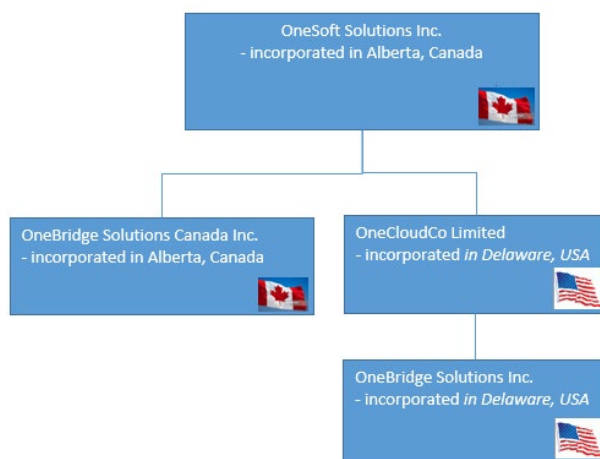 OneSoft Solutions Inc.
- incorporated in Alberta, Canada
OneBridge Solutions Canada Inc.
- incorporated in Alberta, Canada
OneCloudCo Limited
- incorporated in Delaware, USA
OneBridge Solutions Inc.
- incorporated in Delaware, USA